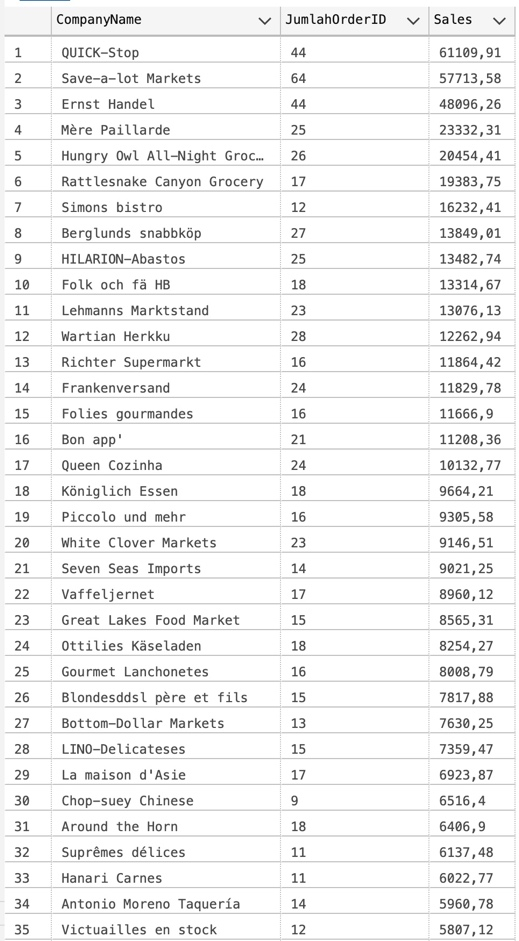 CompanyName JumlahOrderID Sales
1 QUICK-Stop 44 61109,91
2 Save-a-lot Markets 64 57713,58
3 Ernst Handel 44 48096,26
4 Mère Paillarde 25 23332,31
5 Hungry Owl All-Night Groc… 26 20454,41
6 Rattlesnake Canyon Grocery 17 19383,75
7 Simons bistro 12 16232,41
8 Berglunds snabbköp 27 13849,01
9 HILARION-Abastos 25 13482,74
10 Folk och fä HB 18 13314,67
11 Lehmanns Marktstand 23 13076,13
12 Wartian Herkku 28 12262,94
13 Richter Supermarkt 16 11864,42
14 Frankenversand 24 11829,78
15 Folies gourmandes 16 11666,9
16 Bon app' 21 11208,36
17 Queen Cozinha 24 10132,77
18 Königlich Essen 18 9664,21
19 Piccolo und mehr 16 9305,58
20 White Clover Markets 23 9146,51
21 Seven Seas Imports 14 9021,25
22 Vaffeljernet 17 8960,12
23 Great Lakes Food Market 15 8565,31
24 Ottilies Käseladen 18 8254,27
25 Gourmet Lanchonetes 16 8008,79
26 Blondesddsl père et fils 15 7817,88
27 Bottom-Dollar Markets 13 7630,25
28 LINO-Delicateses 15 7359,47
29 La maison d'Asie 17 6923,87
30 Chop-suey Chinese 9 6516,4
31 Around the Horn 18 6406,9
32 Suprêmes délices 11 6137,48
33 Hanari Carnes 11 6022,77
34 Antonio Moreno Taquería 14 5960,78
35 Victuailles en stock 12 5807,12